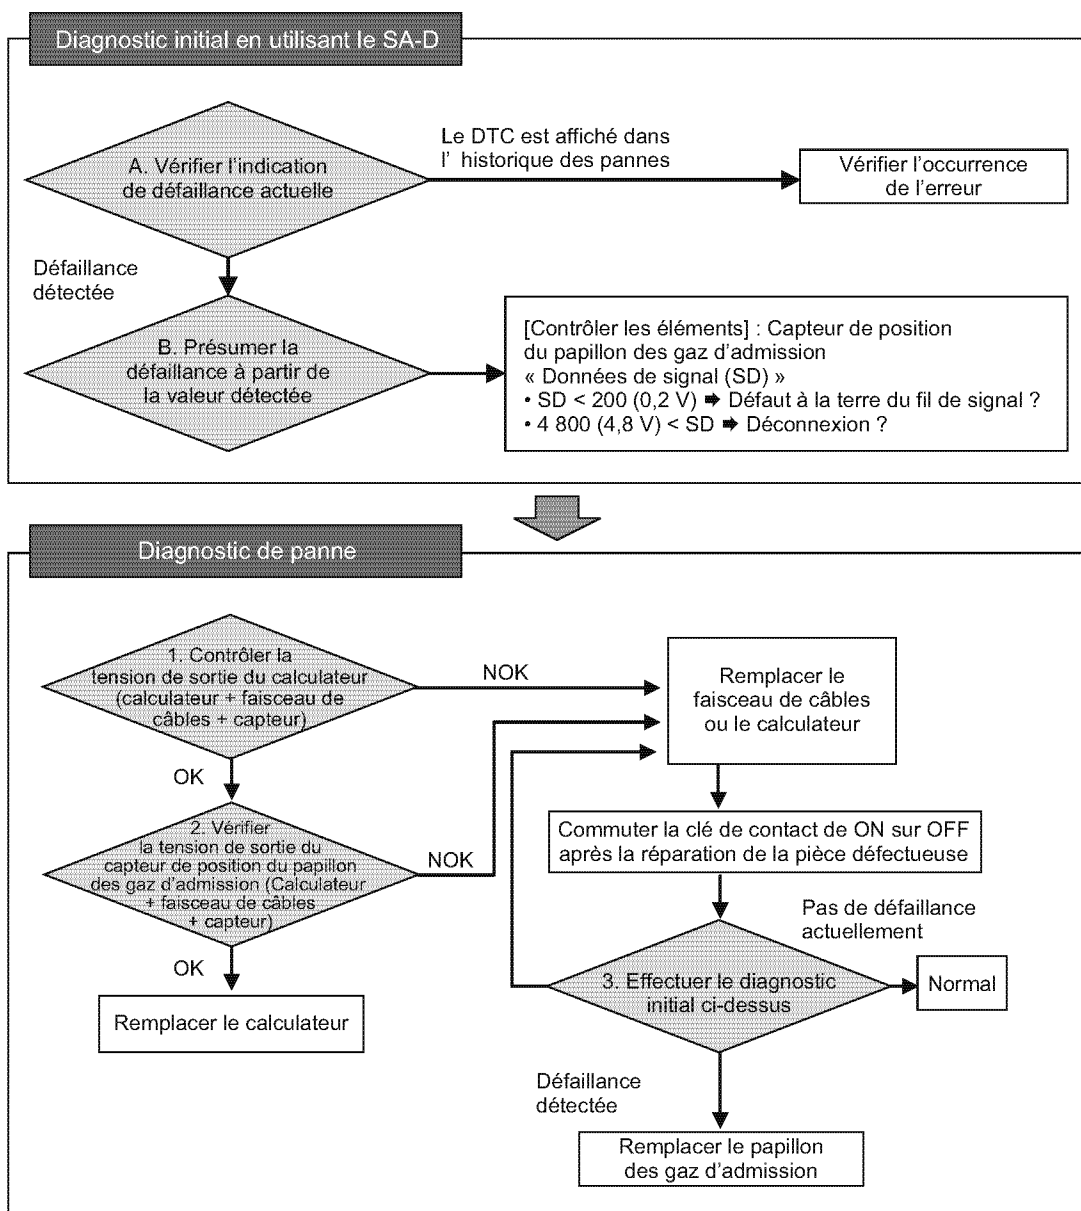 Diagnostic initial en utilisant le SA-D
A. Vérifier l'indication
de défaillance actuelle
Le DTC est affiché dans
l' historique des pannes
Vérifier l'occurrence
de l'erreur
Défaillance
détectée
B. Présumer la
défaillance à partir de
la valeur détectée
[Contrôler les éléments] : Capteur de position
du papillon des gaz d'admission
« Données de signal (SD) »
• SD < 200 (0,2 V) ➡ Défaut à la terre du fil de signal ?
• 4 800 (4,8 V) < SD ➡ Déconnexion ?
Diagnostic de panne
1. Contrôler la
tension de sortie du calculateur
(calculateur + faisceau de
câbles + capteur)
NOK
Remplacer le
faisceau de câbles
ou le calculateur
OK
2. Vérifier
la tension de sortie du
capteur de position du papillon
des gaz d'admission (Calculateur
+ faisceau de câbles
+ capteur)
NOK
Commuter la clé de contact de ON sur OFF
après la réparation de la pièce défectueuse
OK
Remplacer le calculateur
Pas de défaillance
actuellement
3. Effectuer le diagnostic
initial ci-dessus
Normal
Défaillance
détectée
Remplacer le papillon
des gaz d'admission